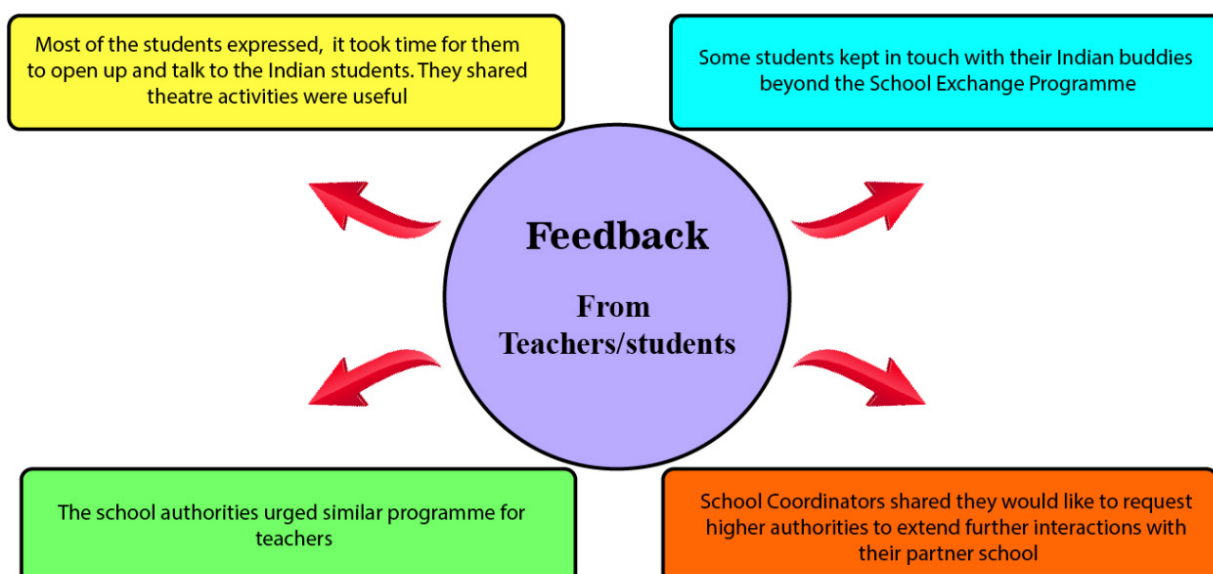 Most of the students expressed,  it took time for them
to open up and talk to the Indian students. They shared
theatre activities were useful
Some students kept in touch with their Indian buddies
beyond the School Exchange Programme
Feedback
From
Teachers/students
The school authorities urged similar programme for
teachers
School Coordinators shared they would like to request
higher authorities to extend further interactions with
their partner school